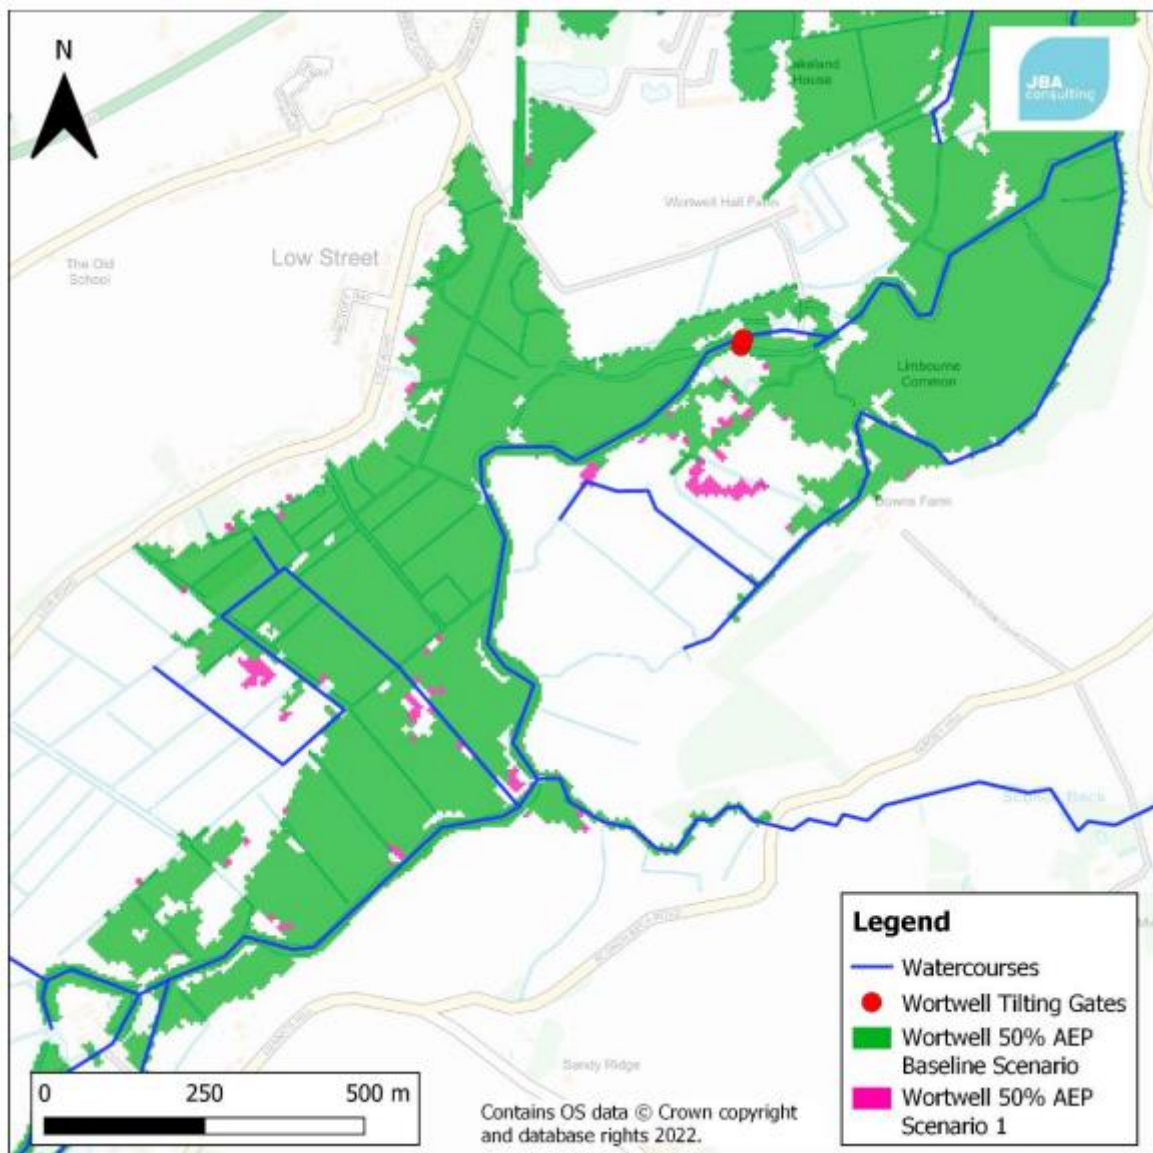 N
JBA
consulting
House
Wortwell Hall Farm
Low Street
The Old
School
Limbourne
Common
Downs Farm
Sandy Ridge
Legend
Watercourses
Wortwell Tilting Gates
Wortwell 50% AEP
Baseline Scenario
Wortwell 50% AEP
Scenario 1
0 250 500 m
Contains OS data © Crown copyright
and database rights 2022.